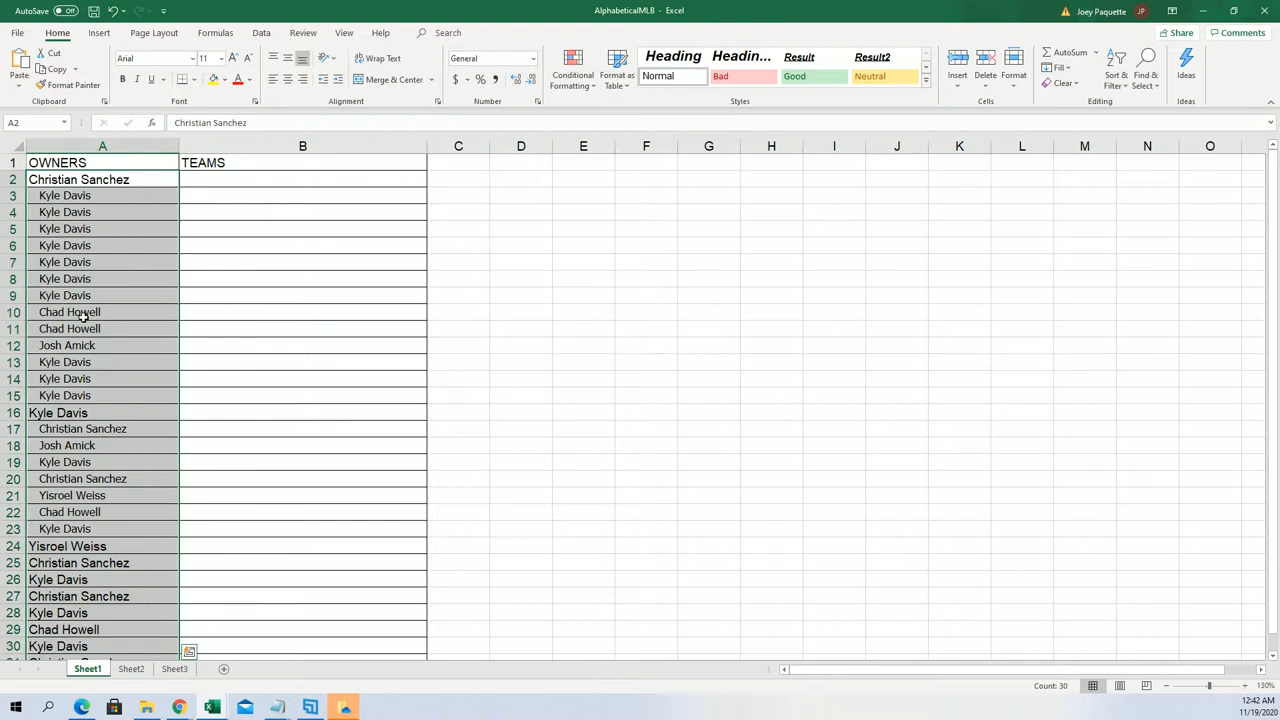 AutoSave Off AlphabeticalMLB - Excel Joey Paquette JP
File Home Insert Page Layout Formulas Data Review View Help Search Share Comments
Paste Cut Copy Format Painter Clipboard
Arial 11 A A B I U A Font
Wrap Text Merge & Center Alignment
General $ % Number
Conditional Formatting Format as Table
Heading Headin... Result Result2
Normal Bad Good Neutral
Styles
Insert Delete Format Cells
AutoSum Fill Clear Sort & Filter Find & Select Editing
Ideas Ideas
A2 fx Christian Sanchez
A B C D E F G H I J K L M N O
1 OWNERS TEAMS
2 Christian Sanchez
3 Kyle Davis
4 Kyle Davis
5 Kyle Davis
6 Kyle Davis
7 Kyle Davis
8 Kyle Davis
9 Kyle Davis
10 Chad Howell
11 Chad Howell
12 Josh Amick
13 Kyle Davis
14 Kyle Davis
15 Kyle Davis
16 Kyle Davis
17 Christian Sanchez
18 Josh Amick
19 Kyle Davis
20 Christian Sanchez
21 Yisroel Weiss
22 Chad Howell
23 Kyle Davis
24 Yisroel Weiss
25 Christian Sanchez
26 Kyle Davis
27 Christian Sanchez
28 Kyle Davis
29 Chad Howell
30 Kyle Davis
Sheet1 Sheet2 Sheet3
Count: 30 130%
12:42 AM
11/19/2020